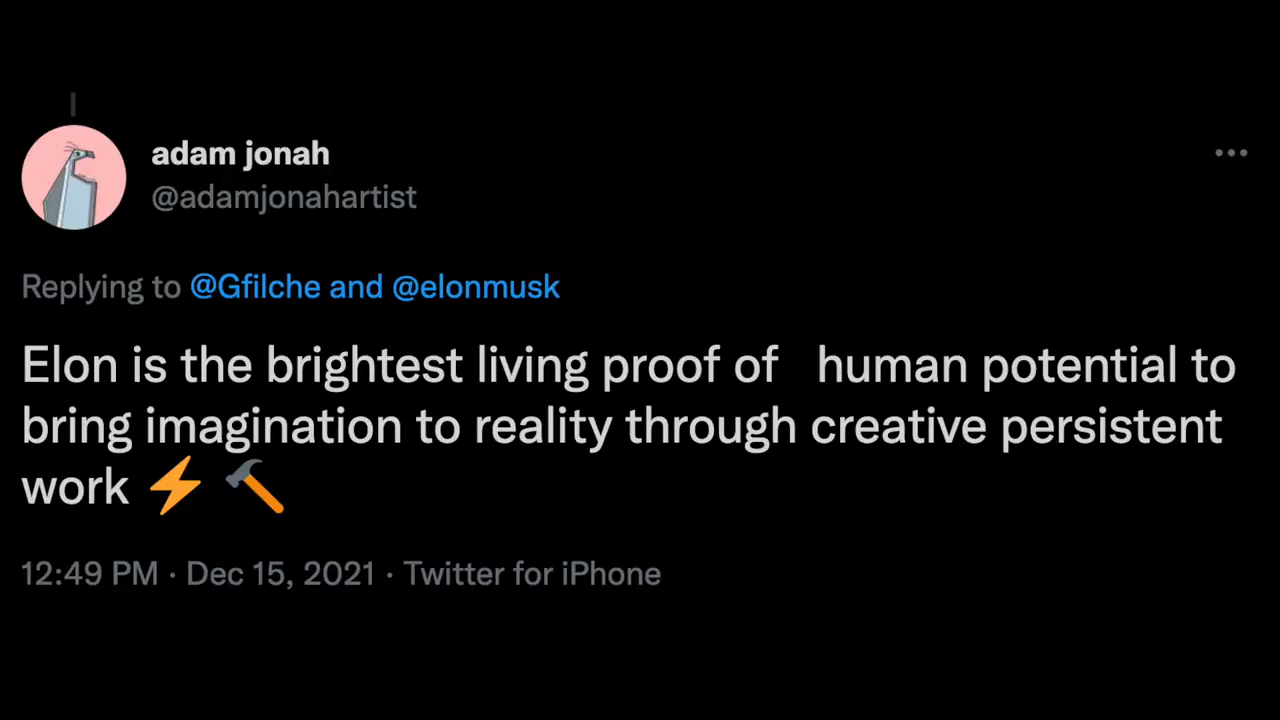 adam jonah
@adamjonahartist
Replying to @Gfilche and @elonmusk
Elon is the brightest living proof of   human potential to
bring imagination to reality through creative persistent
work ⚡ 🔨
12:49 PM · Dec 15, 2021 · Twitter for iPhone